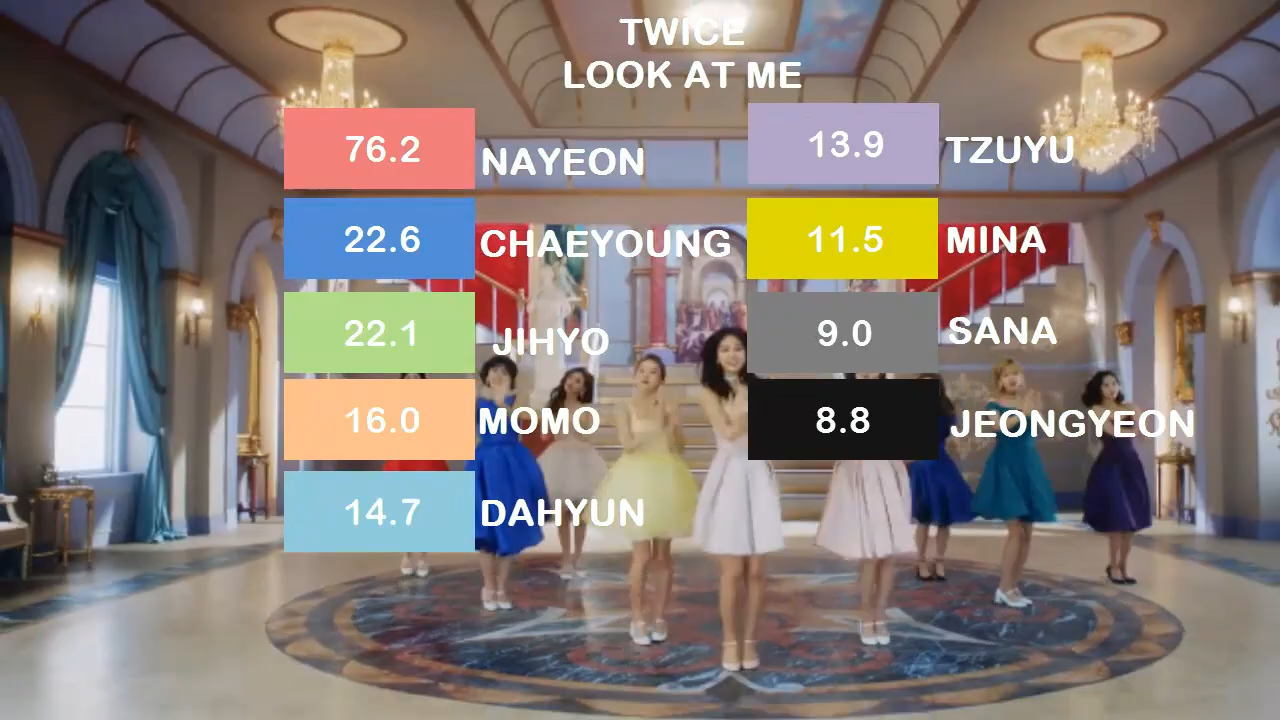 TWICE
LOOK AT ME
76.2 NAYEON
22.6 CHAEYOUNG
22.1 JIHYO
16.0 MOMO
14.7 DAHYUN
13.9 TZUYU
11.5 MINA
9.0 SANA
8.8 JEONGYEON